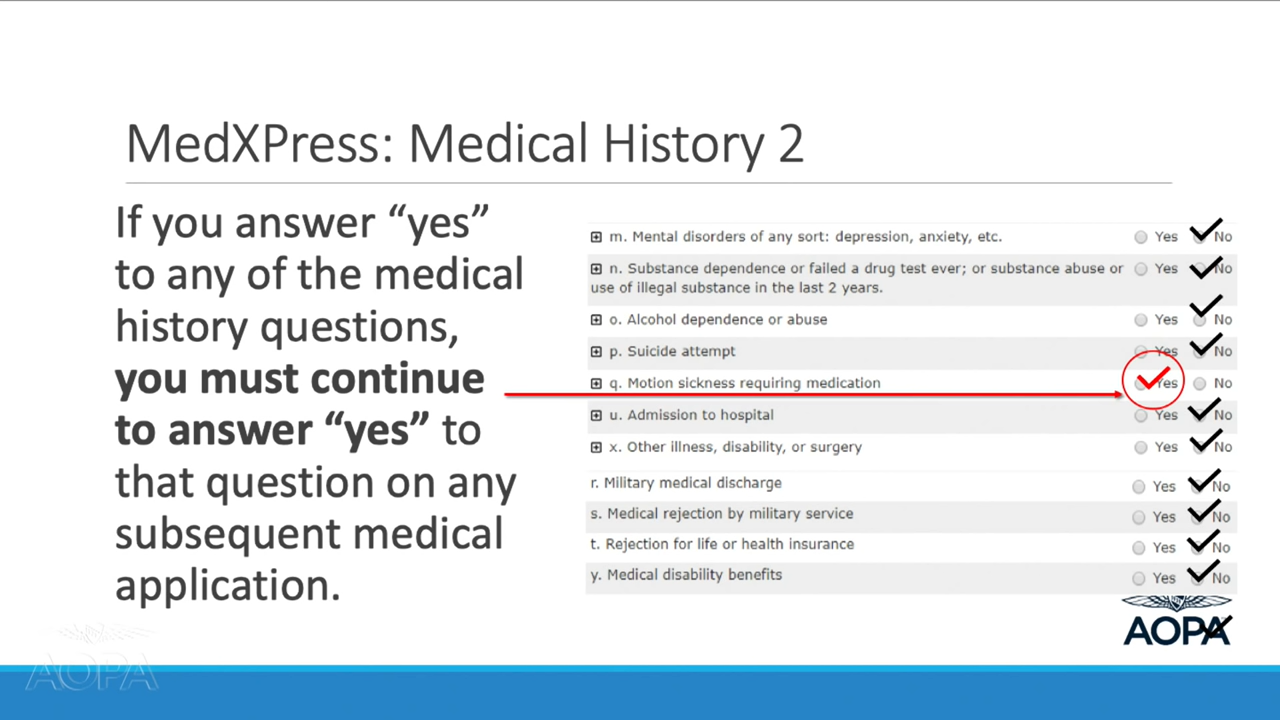 MedXPress: Medical History 2
If you answer “yes”
to any of the medical
history questions,
you must continue
to answer “yes” to
that question on any
subsequent medical
application.
m. Mental disorders of any sort: depression, anxiety, etc. Yes No
n. Substance dependence or failed a drug test ever; or substance abuse or Yes No
use of illegal substance in the last 2 years.
o. Alcohol dependence or abuse Yes No
p. Suicide attempt Yes No
q. Motion sickness requiring medication Yes No
u. Admission to hospital Yes No
x. Other illness, disability, or surgery Yes No
r. Military medical discharge Yes No
s. Medical rejection by military service Yes No
t. Rejection for life or health insurance Yes No
y. Medical disability benefits Yes No
AOPA
AOPA